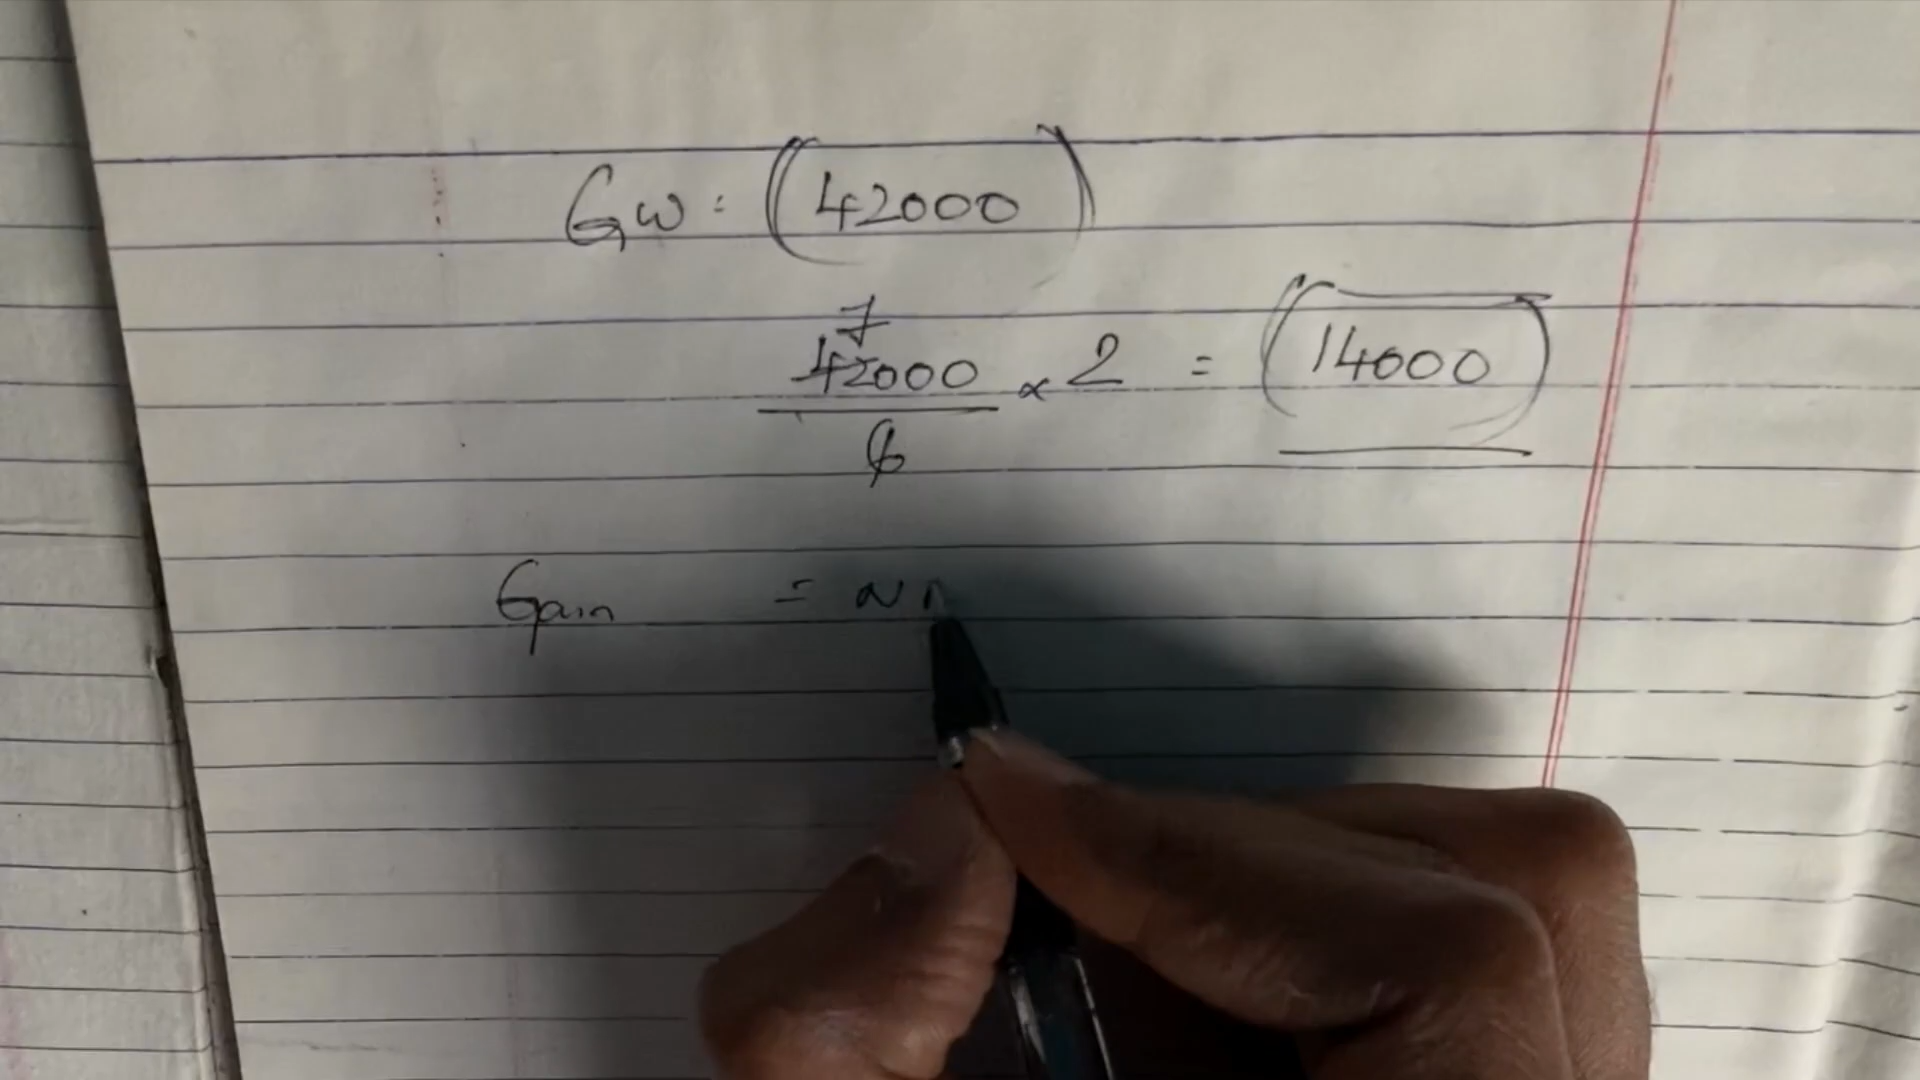 GW : (42000)
7
42000 × 2 = (14000)
6
Gain = N